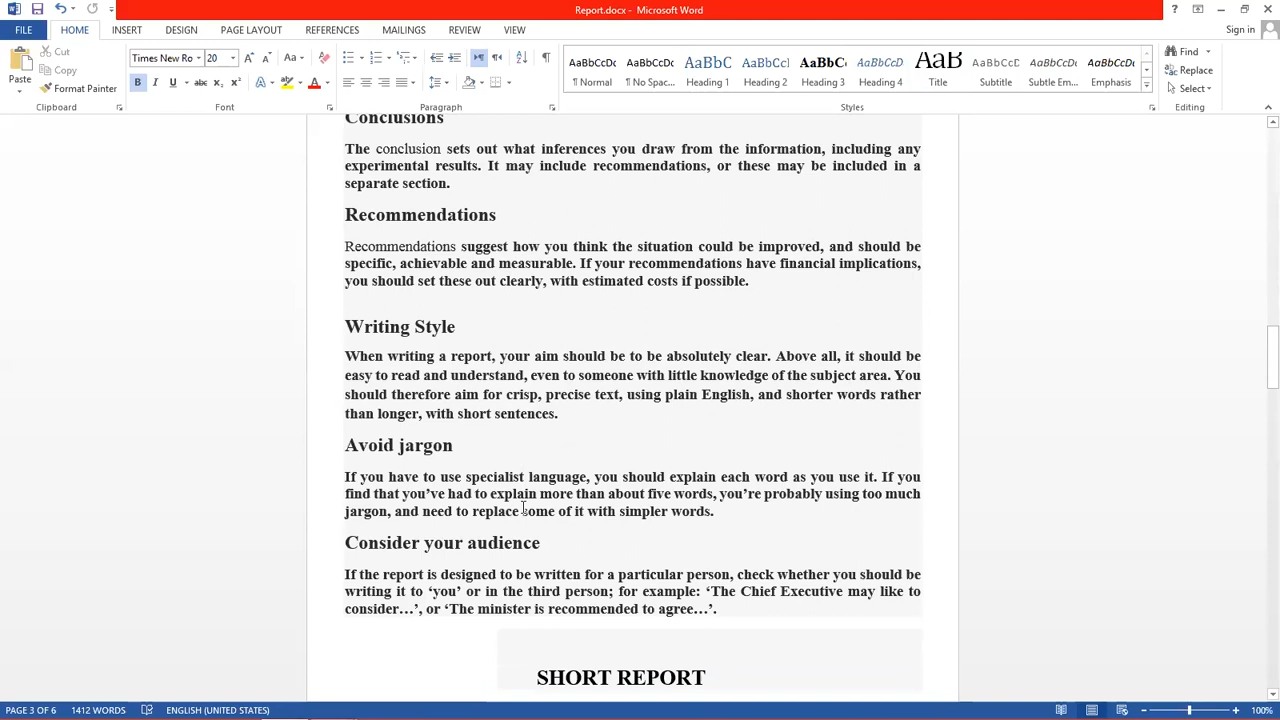 Report.docx - Microsoft Word
Sign in
FILE HOME INSERT DESIGN PAGE LAYOUT REFERENCES MAILINGS REVIEW VIEW
Paste
Cut
Copy
Format Painter
Clipboard
Times New Ro 20
Font
Paragraph
AaBbCcDc AaBbCcDc AaBbC AaBbCc AaBbC AaBbCcD AaB AaBbCcD AaBbCcDc AaBbCcDc
¶ Normal ¶ No Spac... Heading 1 Heading 2 Heading 3 Heading 4 Title Subtitle Subtle Em... Emphasis
Styles
Find
Replace
Select
Editing
Conclusions
The conclusion sets out what inferences you draw from the information, including any
experimental results. It may include recommendations, or these may be included in a
separate section.
Recommendations
Recommendations suggest how you think the situation could be improved, and should be
specific, achievable and measurable. If your recommendations have financial implications,
you should set these out clearly, with estimated costs if possible.
Writing Style
When writing a report, your aim should be to be absolutely clear. Above all, it should be
easy to read and understand, even to someone with little knowledge of the subject area. You
should therefore aim for crisp, precise text, using plain English, and shorter words rather
than longer, with short sentences.
Avoid jargon
If you have to use specialist language, you should explain each word as you use it. If you
find that you’ve had to explain more than about five words, you’re probably using too much
jargon, and need to replace some of it with simpler words.
Consider your audience
If the report is designed to be written for a particular person, check whether you should be
writing it to ‘you’ or in the third person; for example: ‘The Chief Executive may like to
consider…’, or ‘The minister is recommended to agree…’.
SHORT REPORT
PAGE 3 OF 6 1412 WORDS ENGLISH (UNITED STATES) 100%